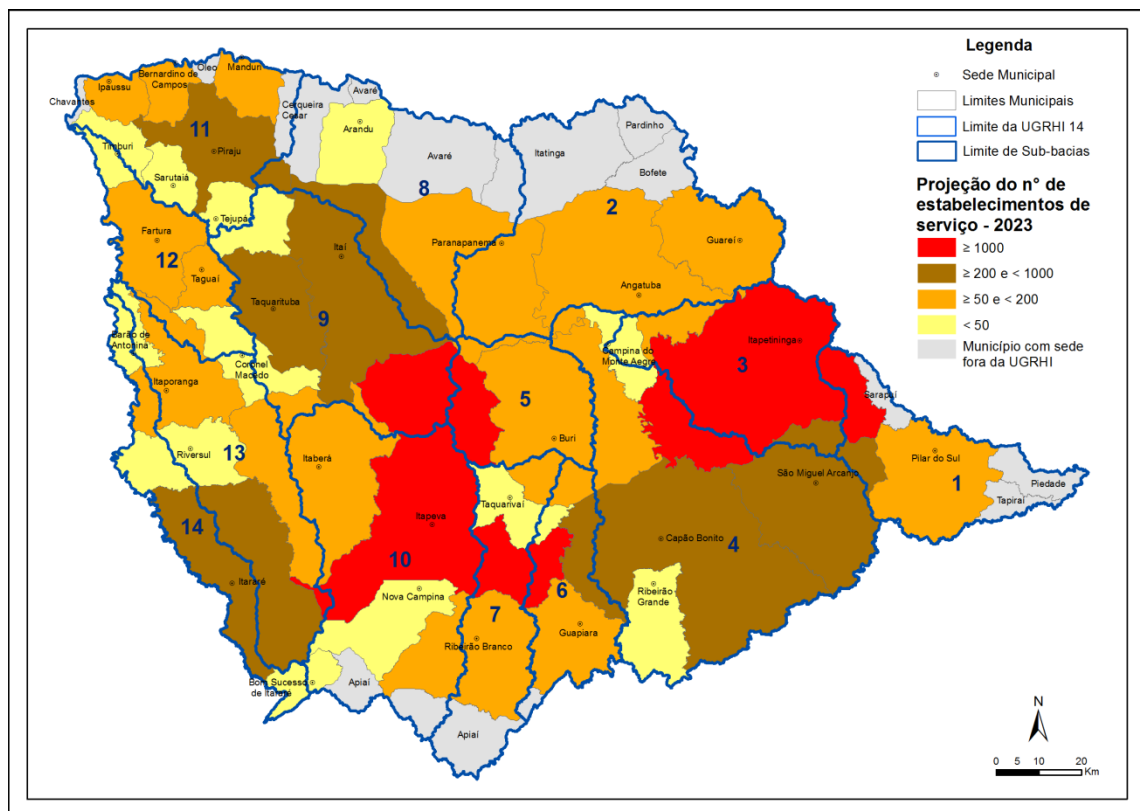 Legenda
Sede Municipal
Limites Municipais
Limite da UGRHI 14
Limite de Sub-bacias
Projeção do n° de
estabelecimentos de
serviço - 2023
≥ 1000
≥ 200 e < 1000
≥ 50 e < 200
< 50
Município com sede
fora da UGRHI
Chavantes
Ipaussu
Bernardino de
Campos
Óleo
Manduri
Cerqueira
Cesar
Avaré
Arandu
Timburi
11
Piraju
Sarutaiá
Avaré
8
Itatinga
Pardinho
Bofete
2
Tejupá
Fartura
12
Taguaí
Itaí
Paranapanema
Guareí
Angatuba
Taquarituba
9
Barão de
Antonina
Coronel
Macedo
Campina do
Monte Alegre
Itapetininga
3
Itaporanga
5
Buri
Sarapuí
Riversul
13
Itaberá
Taquarivaí
São Miguel Arcanjo
Pilar do Sul
1
Piedade
Tapiraí
14
Itapeva
10
Capão Bonito
4
Itararé
Nova Campina
6
Ribeirão
Grande
7
Ribeirão Branco
Guapiara
Bom Sucesso
de Itararé
Apiaí
Apiaí
N
0 5 10 20
Km